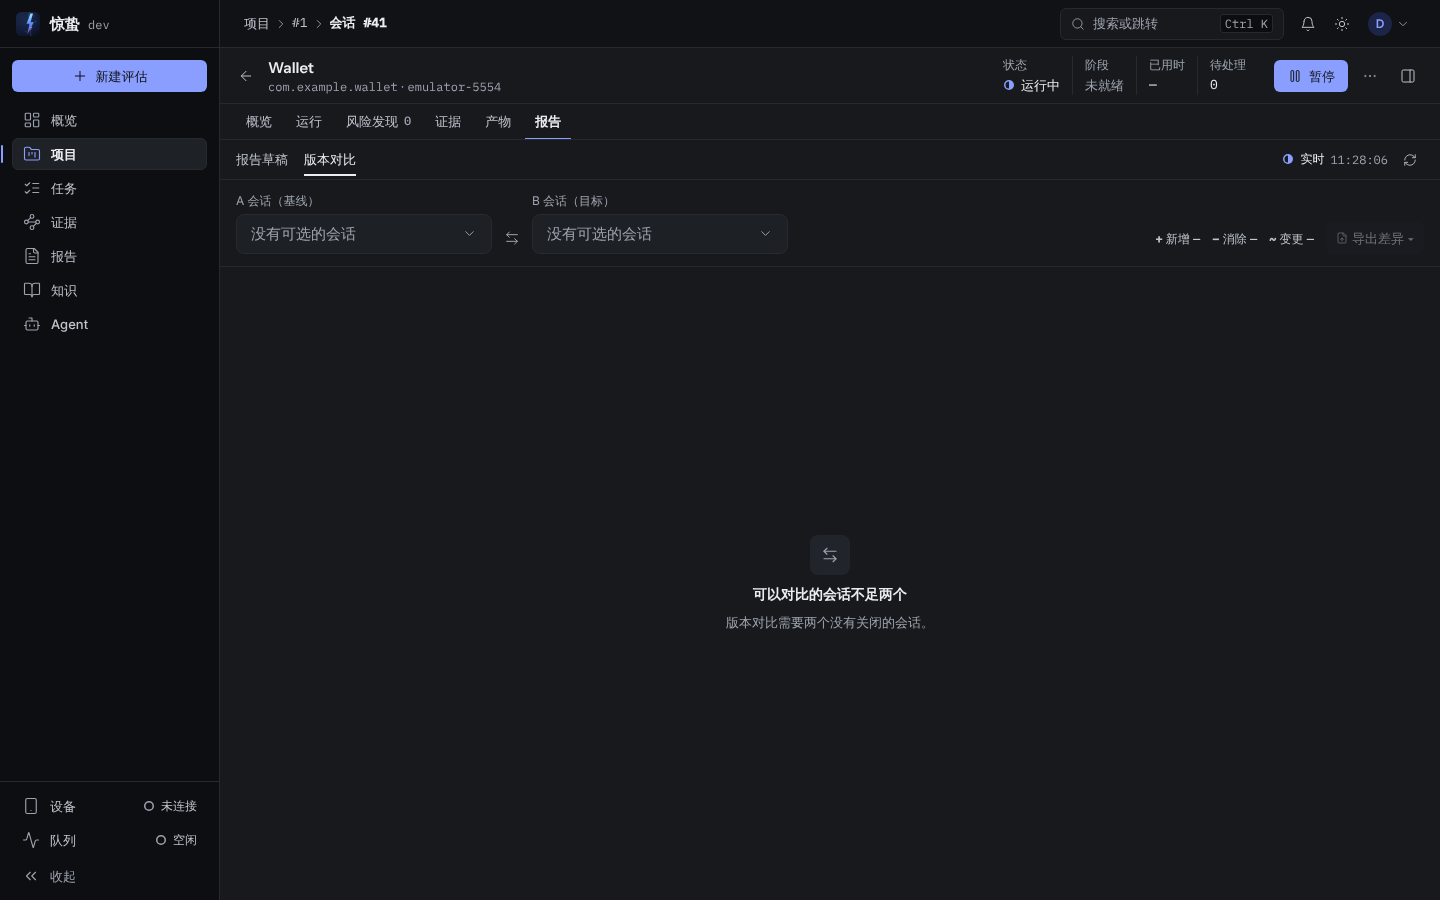 惊蛰 dev
项目 > #1 > 会话 #41
搜索或跳转 Ctrl K
D
新建评估
概览
项目
任务
证据
报告
知识
Agent
Wallet
com.example.wallet · emulator-5554
状态
运行中
阶段
未就绪
已用时
—
待处理
0
暂停
概览 运行 风险发现 0 证据 产物 报告
报告草稿 版本对比
实时 11:28:06
A 会话（基线）
没有可选的会话
B 会话（目标）
没有可选的会话
+ 新增 — − 消除 — ~ 变更 —
导出差异
可以对比的会话不足两个
版本对比需要两个没有关闭的会话。
设备 未连接
队列 空闲
收起